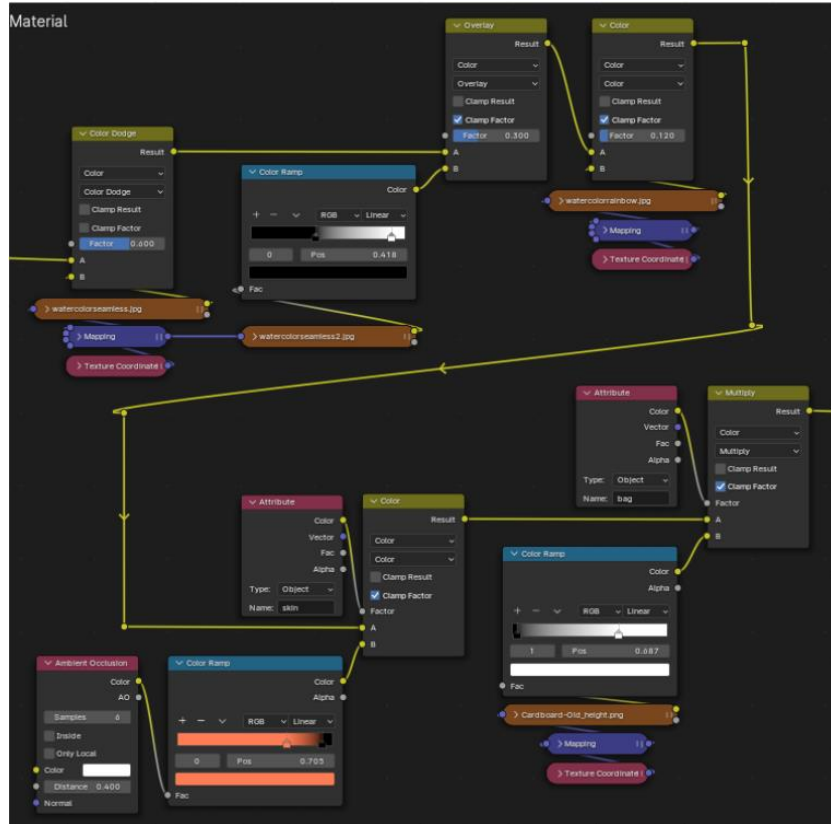 Material
Overlay
Result
Color
Overlay
Clamp Result
Clamp Factor
Factor 0.300
A
B
Color
Result
Color
Color
Clamp Result
Clamp Factor
Factor 0.120
A
B
watercolorrainbow.jpg
Mapping
Texture Coordinate
Color Dodge
Result
Color
Color Dodge
Clamp Result
Clamp Factor
Factor 0.600
A
B
watercolorseamless.jpg
Mapping
Texture Coordinate
Color Ramp
Color
RGB Linear
0 Pos 0.418
Fac
watercolorseamless2.jpg
Attribute
Color
Vector
Fac
Alpha
Type: Object
Name: bag
Multiply
Result
Color
Multiply
Clamp Result
Clamp Factor
Factor
A
B
Attribute
Color
Vector
Fac
Alpha
Type: Object
Name: skin
Color
Result
Color
Color
Clamp Result
Clamp Factor
Factor
A
B
Color Ramp
Color
Alpha
RGB Linear
1 Pos 0.687
Fac
Cardboard-Old_height.png
Mapping
Texture Coordinate
Ambient Occlusion
Color
AO
Samples 6
Inside
Only Local
Color
Distance 0.400
Normal
Color Ramp
Color
Alpha
RGB Linear
0 Pos 0.705
Fac